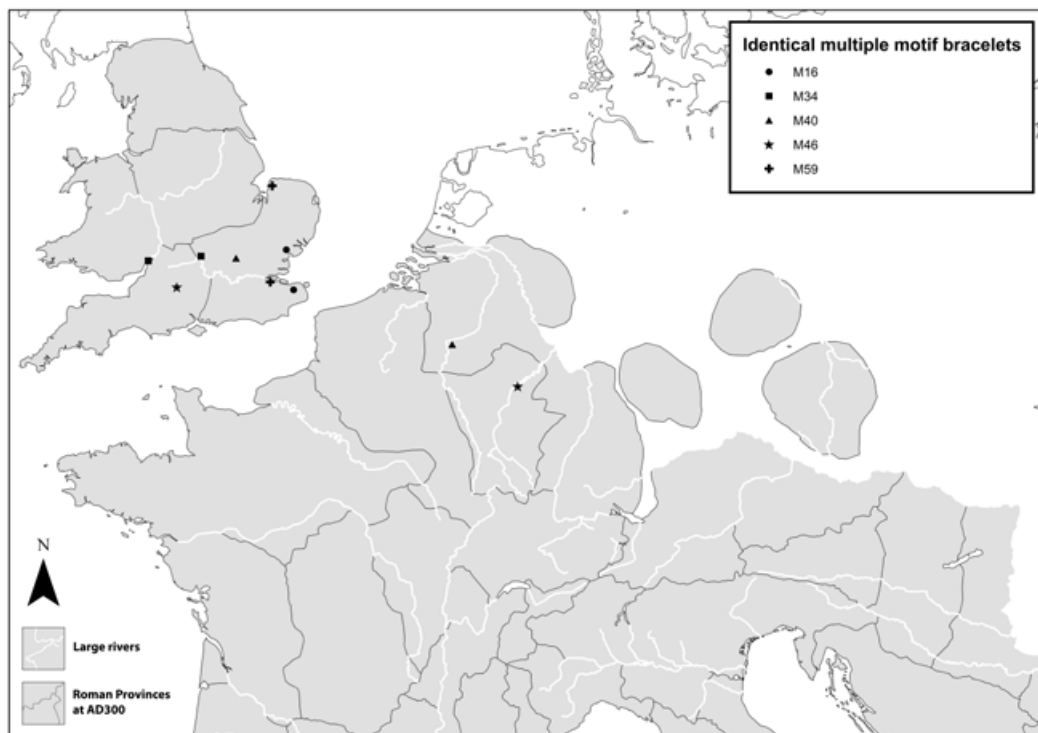 Identical multiple motif bracelets
M16
M34
M40
M46
M59
N
Large rivers
Roman Provinces
at AD300